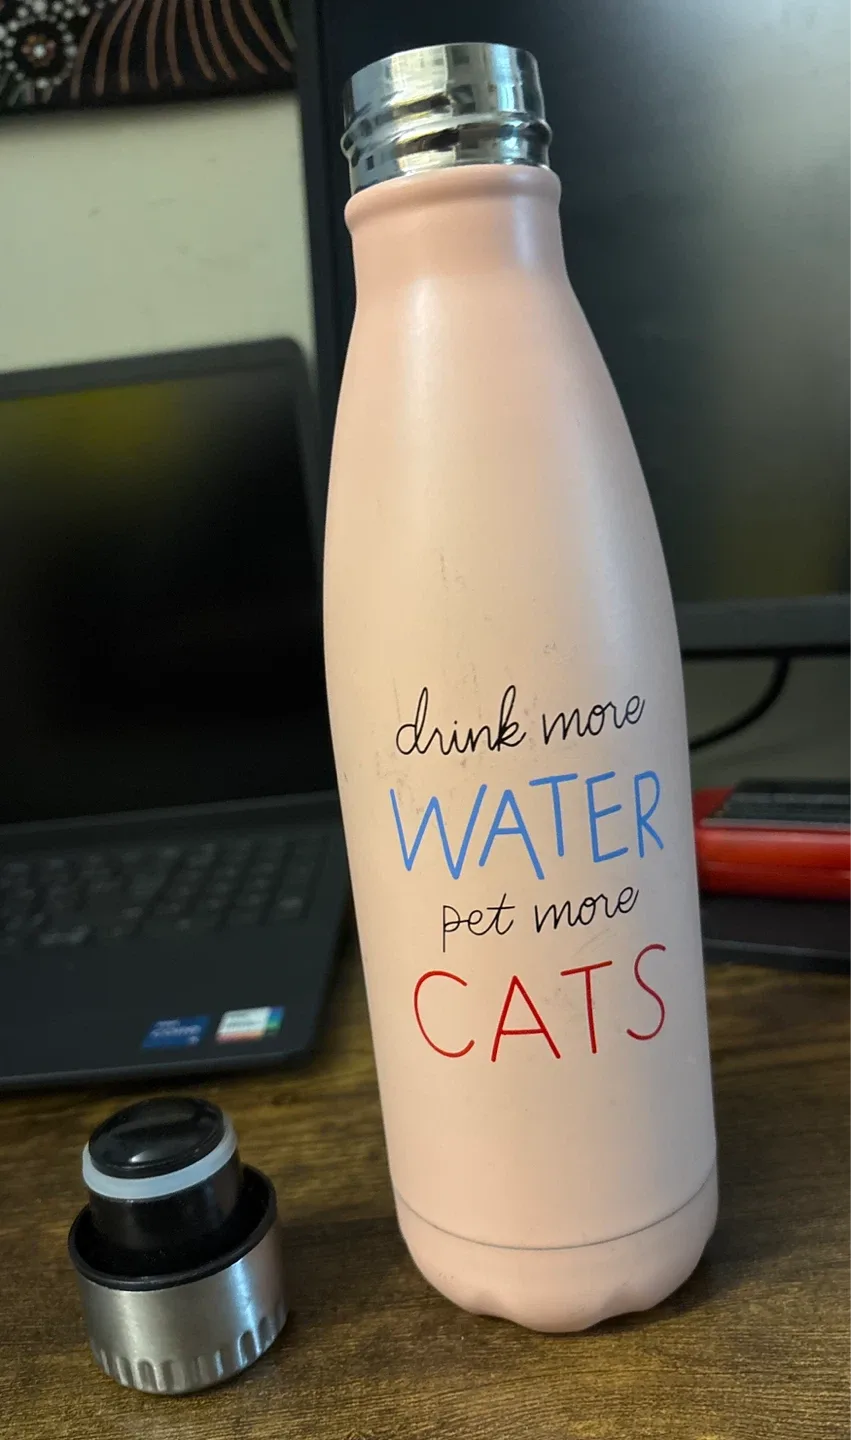 drink more
WATER
pet more
CATS